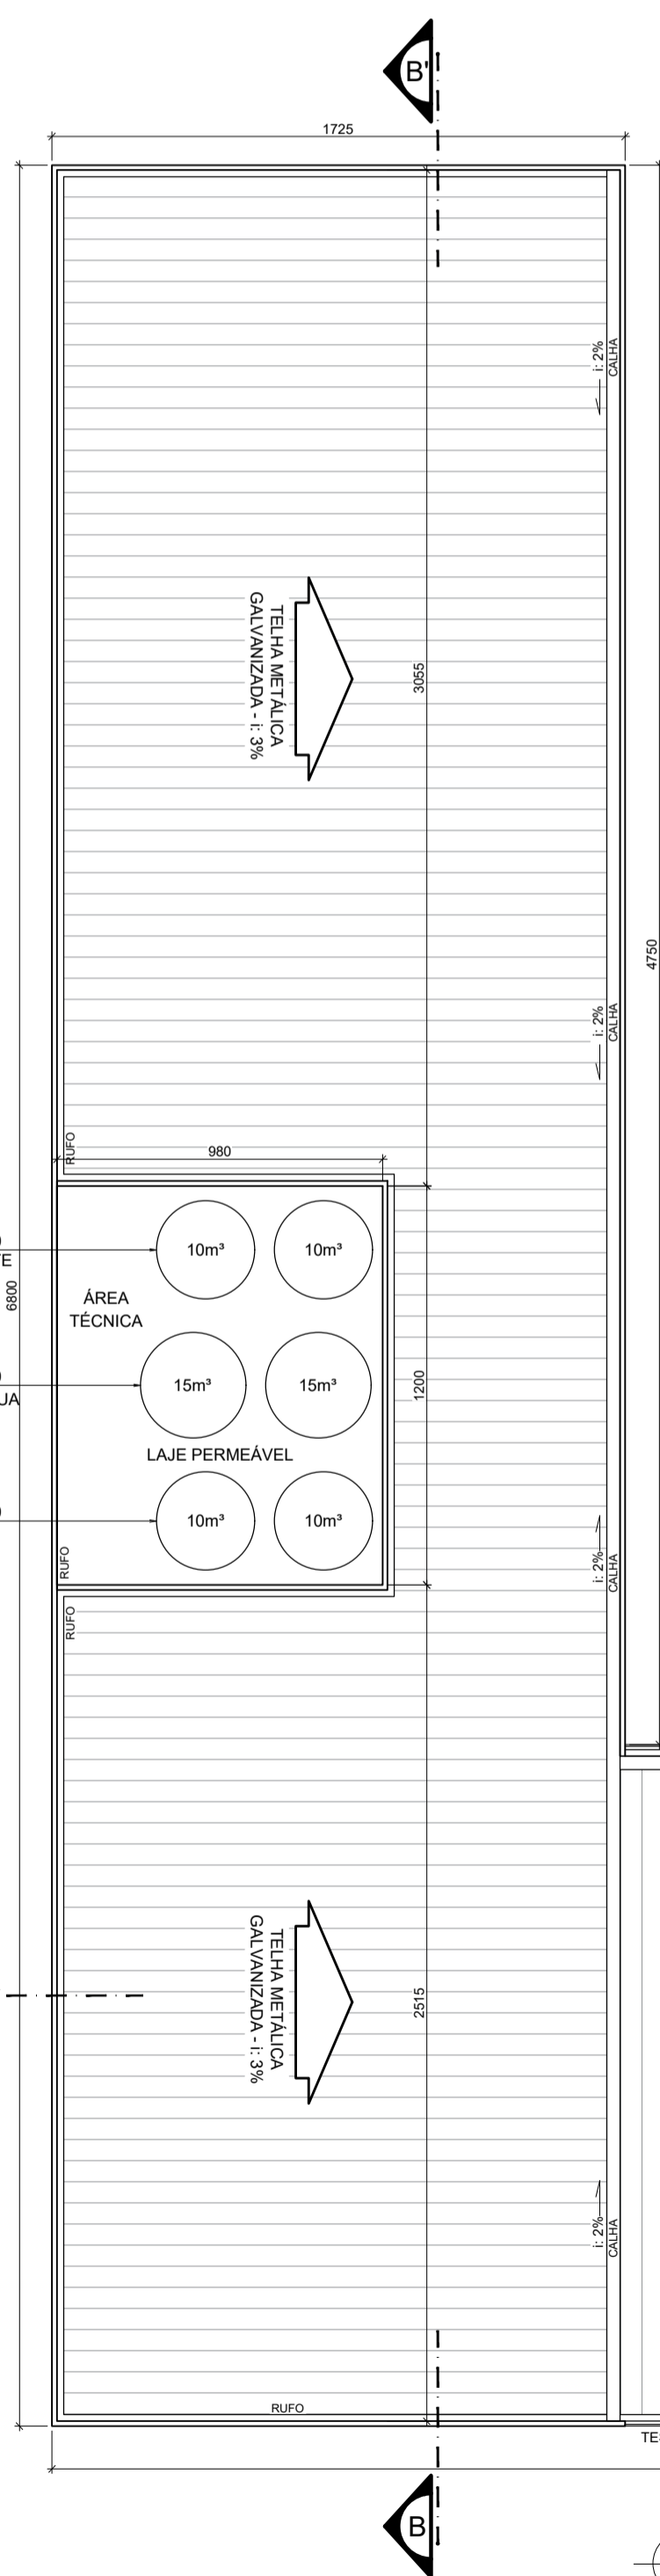 B'
1725
i: 2%
CALHA
TELHA METÁLICA
GALVANIZADA - i: 3%
3055
4750
i: 2%
CALHA
RUFO
980
10m³
10m³
6800
ÁREA
TÉCNICA
15m³
15m³
1200
LAJE PERMEÁVEL
10m³
10m³
RUFO
i: 2%
CALHA
RUFO
TELHA METÁLICA
GALVANIZADA - i: 3%
2515
i: 2%
CALHA
RUFO
B